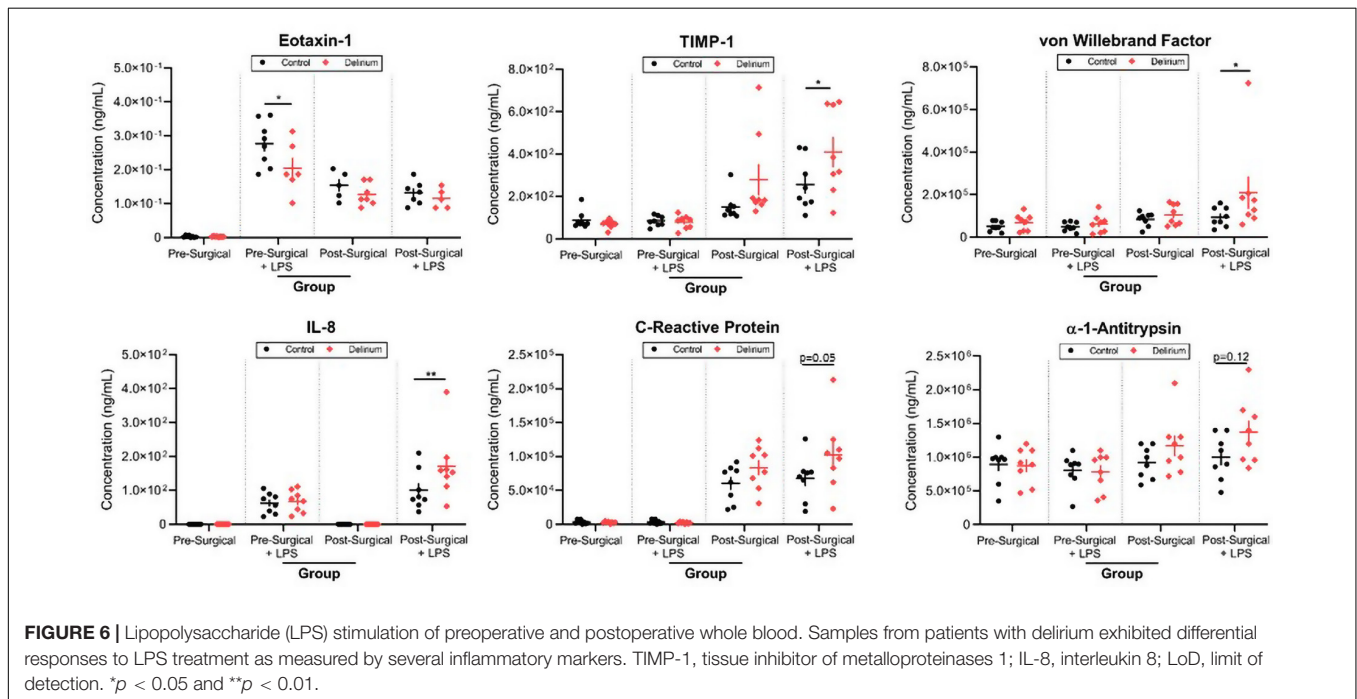 Eotaxin-1
Control Delirium
Concentration (ng/mL)
5.0×10⁻¹
4.0×10⁻¹
3.0×10⁻¹
2.0×10⁻¹
1.0×10⁻¹
0
*
Pre-Surgical
Pre-Surgical + LPS
Post-Surgical
Post-Surgical + LPS
Group
TIMP-1
Control Delirium
Concentration (ng/mL)
8.0×10²
6.0×10²
4.0×10²
2.0×10²
0
*
Pre-Surgical
Pre-Surgical + LPS
Post-Surgical
Post-Surgical + LPS
Group
von Willebrand Factor
Control Delirium
Concentration (ng/mL)
8.0×10⁵
6.0×10⁵
4.0×10⁵
2.0×10⁵
0
*
Pre-Surgical
Pre-Surgical + LPS
Post-Surgical
Post-Surgical + LPS
Group
IL-8
Control Delirium
Concentration (ng/mL)
5.0×10²
4.0×10²
3.0×10²
2.0×10²
1.0×10²
0
**
Pre-Surgical
Pre-Surgical + LPS
Post-Surgical
Post-Surgical + LPS
Group
C-Reactive Protein
Control Delirium
Concentration (ng/mL)
2.5×10⁵
2.0×10⁵
1.5×10⁵
1.0×10⁵
5.0×10⁴
0
p=0.05
Pre-Surgical
Pre-Surgical + LPS
Post-Surgical
Post-Surgical + LPS
Group
α-1-Antitrypsin
Control Delirium
Concentration (ng/mL)
2.5×10⁶
2.0×10⁶
1.5×10⁶
1.0×10⁶
5.0×10⁵
0
p=0.12
Pre-Surgical
Pre-Surgical + LPS
Post-Surgical
Post-Surgical + LPS
Group
FIGURE 6 | Lipopolysaccharide (LPS) stimulation of preoperative and postoperative whole blood. Samples from patients with delirium exhibited differential
responses to LPS treatment as measured by several inflammatory markers. TIMP-1, tissue inhibitor of metalloproteinases 1; IL-8, interleukin 8; LoD, limit of
detection. *p < 0.05 and **p < 0.01.